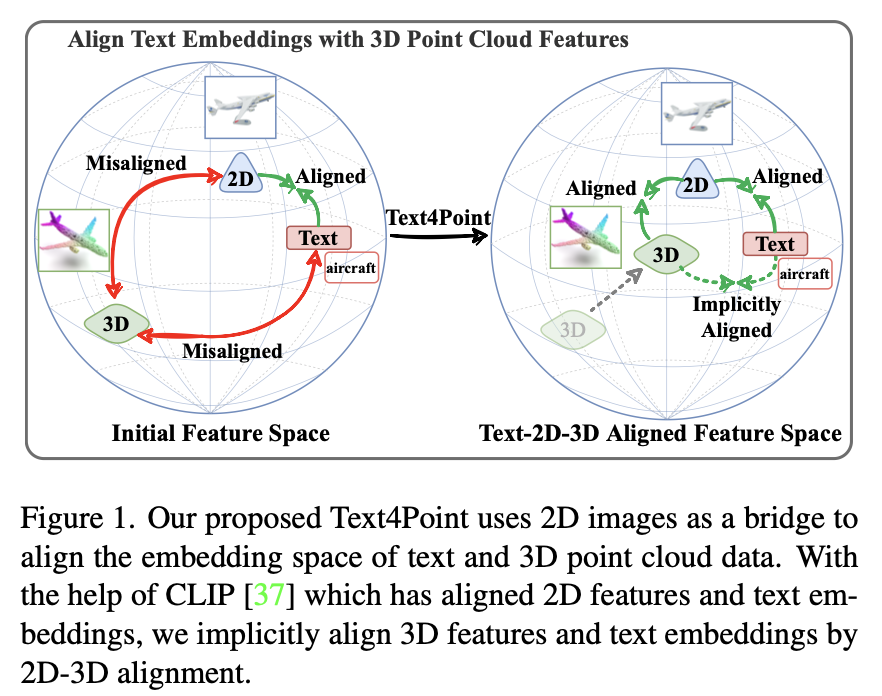 Align Text Embeddings with 3D Point Cloud Features
Misaligned
2D
Aligned
Text
aircraft
3D
Misaligned
Initial Feature Space
Text4Point
Aligned
2D
Aligned
3D
Text
aircraft
Implicitly
Aligned
3D
Text-2D-3D Aligned Feature Space
Figure 1. Our proposed Text4Point uses 2D images as a bridge to
align the embedding space of text and 3D point cloud data. With
the help of CLIP [37] which has aligned 2D features and text em-
beddings, we implicitly align 3D features and text embeddings by
2D-3D alignment.